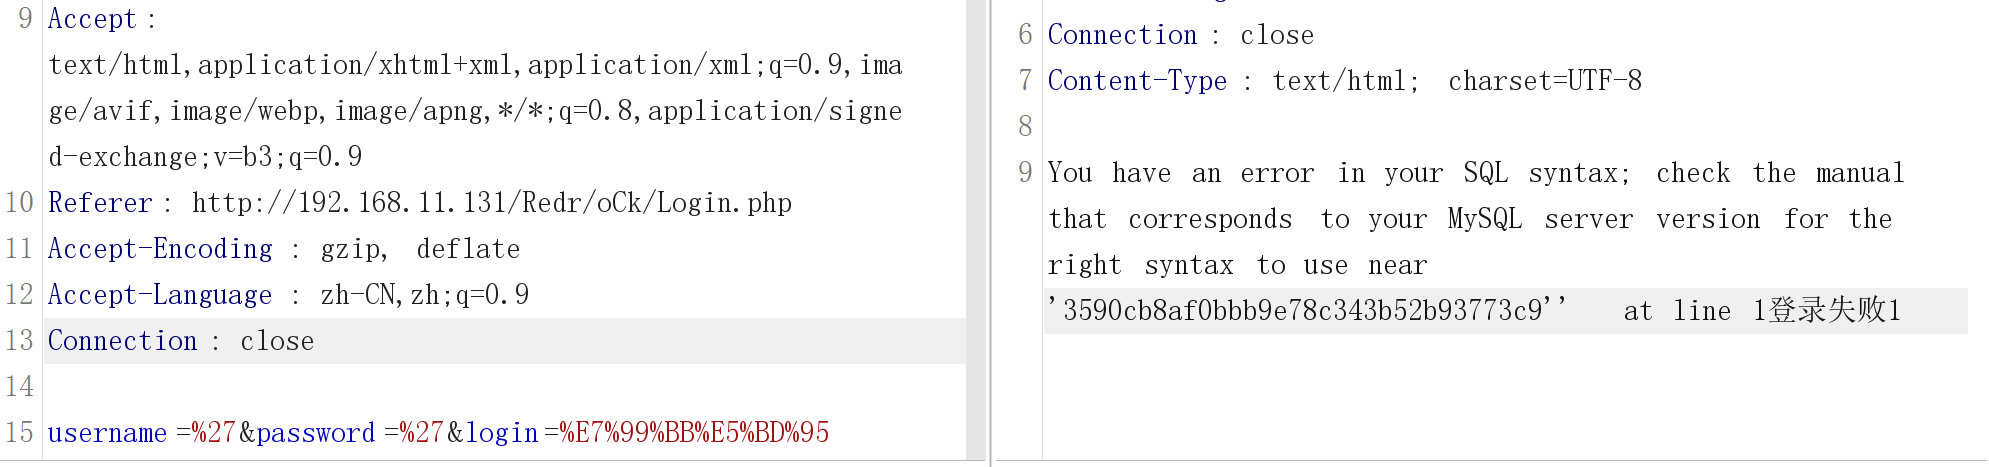 9 Accept :
text/html,application/xhtml+xml,application/xml;q=0.9,ima
ge/avif,image/webp,image/apng,*/*;q=0.8,application/signe
d-exchange;v=b3;q=0.9
10 Referer : http://192.168.11.131/Redr/oCk/Login.php
11 Accept-Encoding : gzip, deflate
12 Accept-Language : zh-CN,zh;q=0.9
13 Connection : close
14
15 username =%27&password =%27&login =%E7%99%BB%E5%BD%95
6 Connection : close
7 Content-Type : text/html; charset=UTF-8
8
9 You have an error in your SQL syntax; check the manual
that corresponds to your MySQL server version for the
right syntax to use near
'3590cb8af0bbb9e78c343b52b93773c9'' at line 1登录失败1